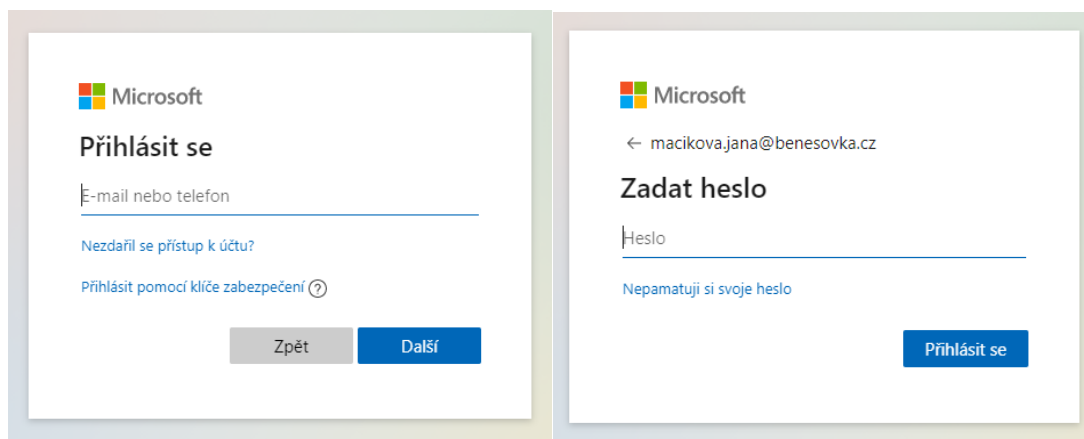 Microsoft
Přihlásit se
E-mail nebo telefon
Nezdařil se přístup k účtu?
Přihlásit pomocí klíče zabezpečení ?
Zpět Další
Microsoft
← macikova.jana@benesovka.cz
Zadat heslo
Heslo
Nepamatuji si svoje heslo
Přihlásit se